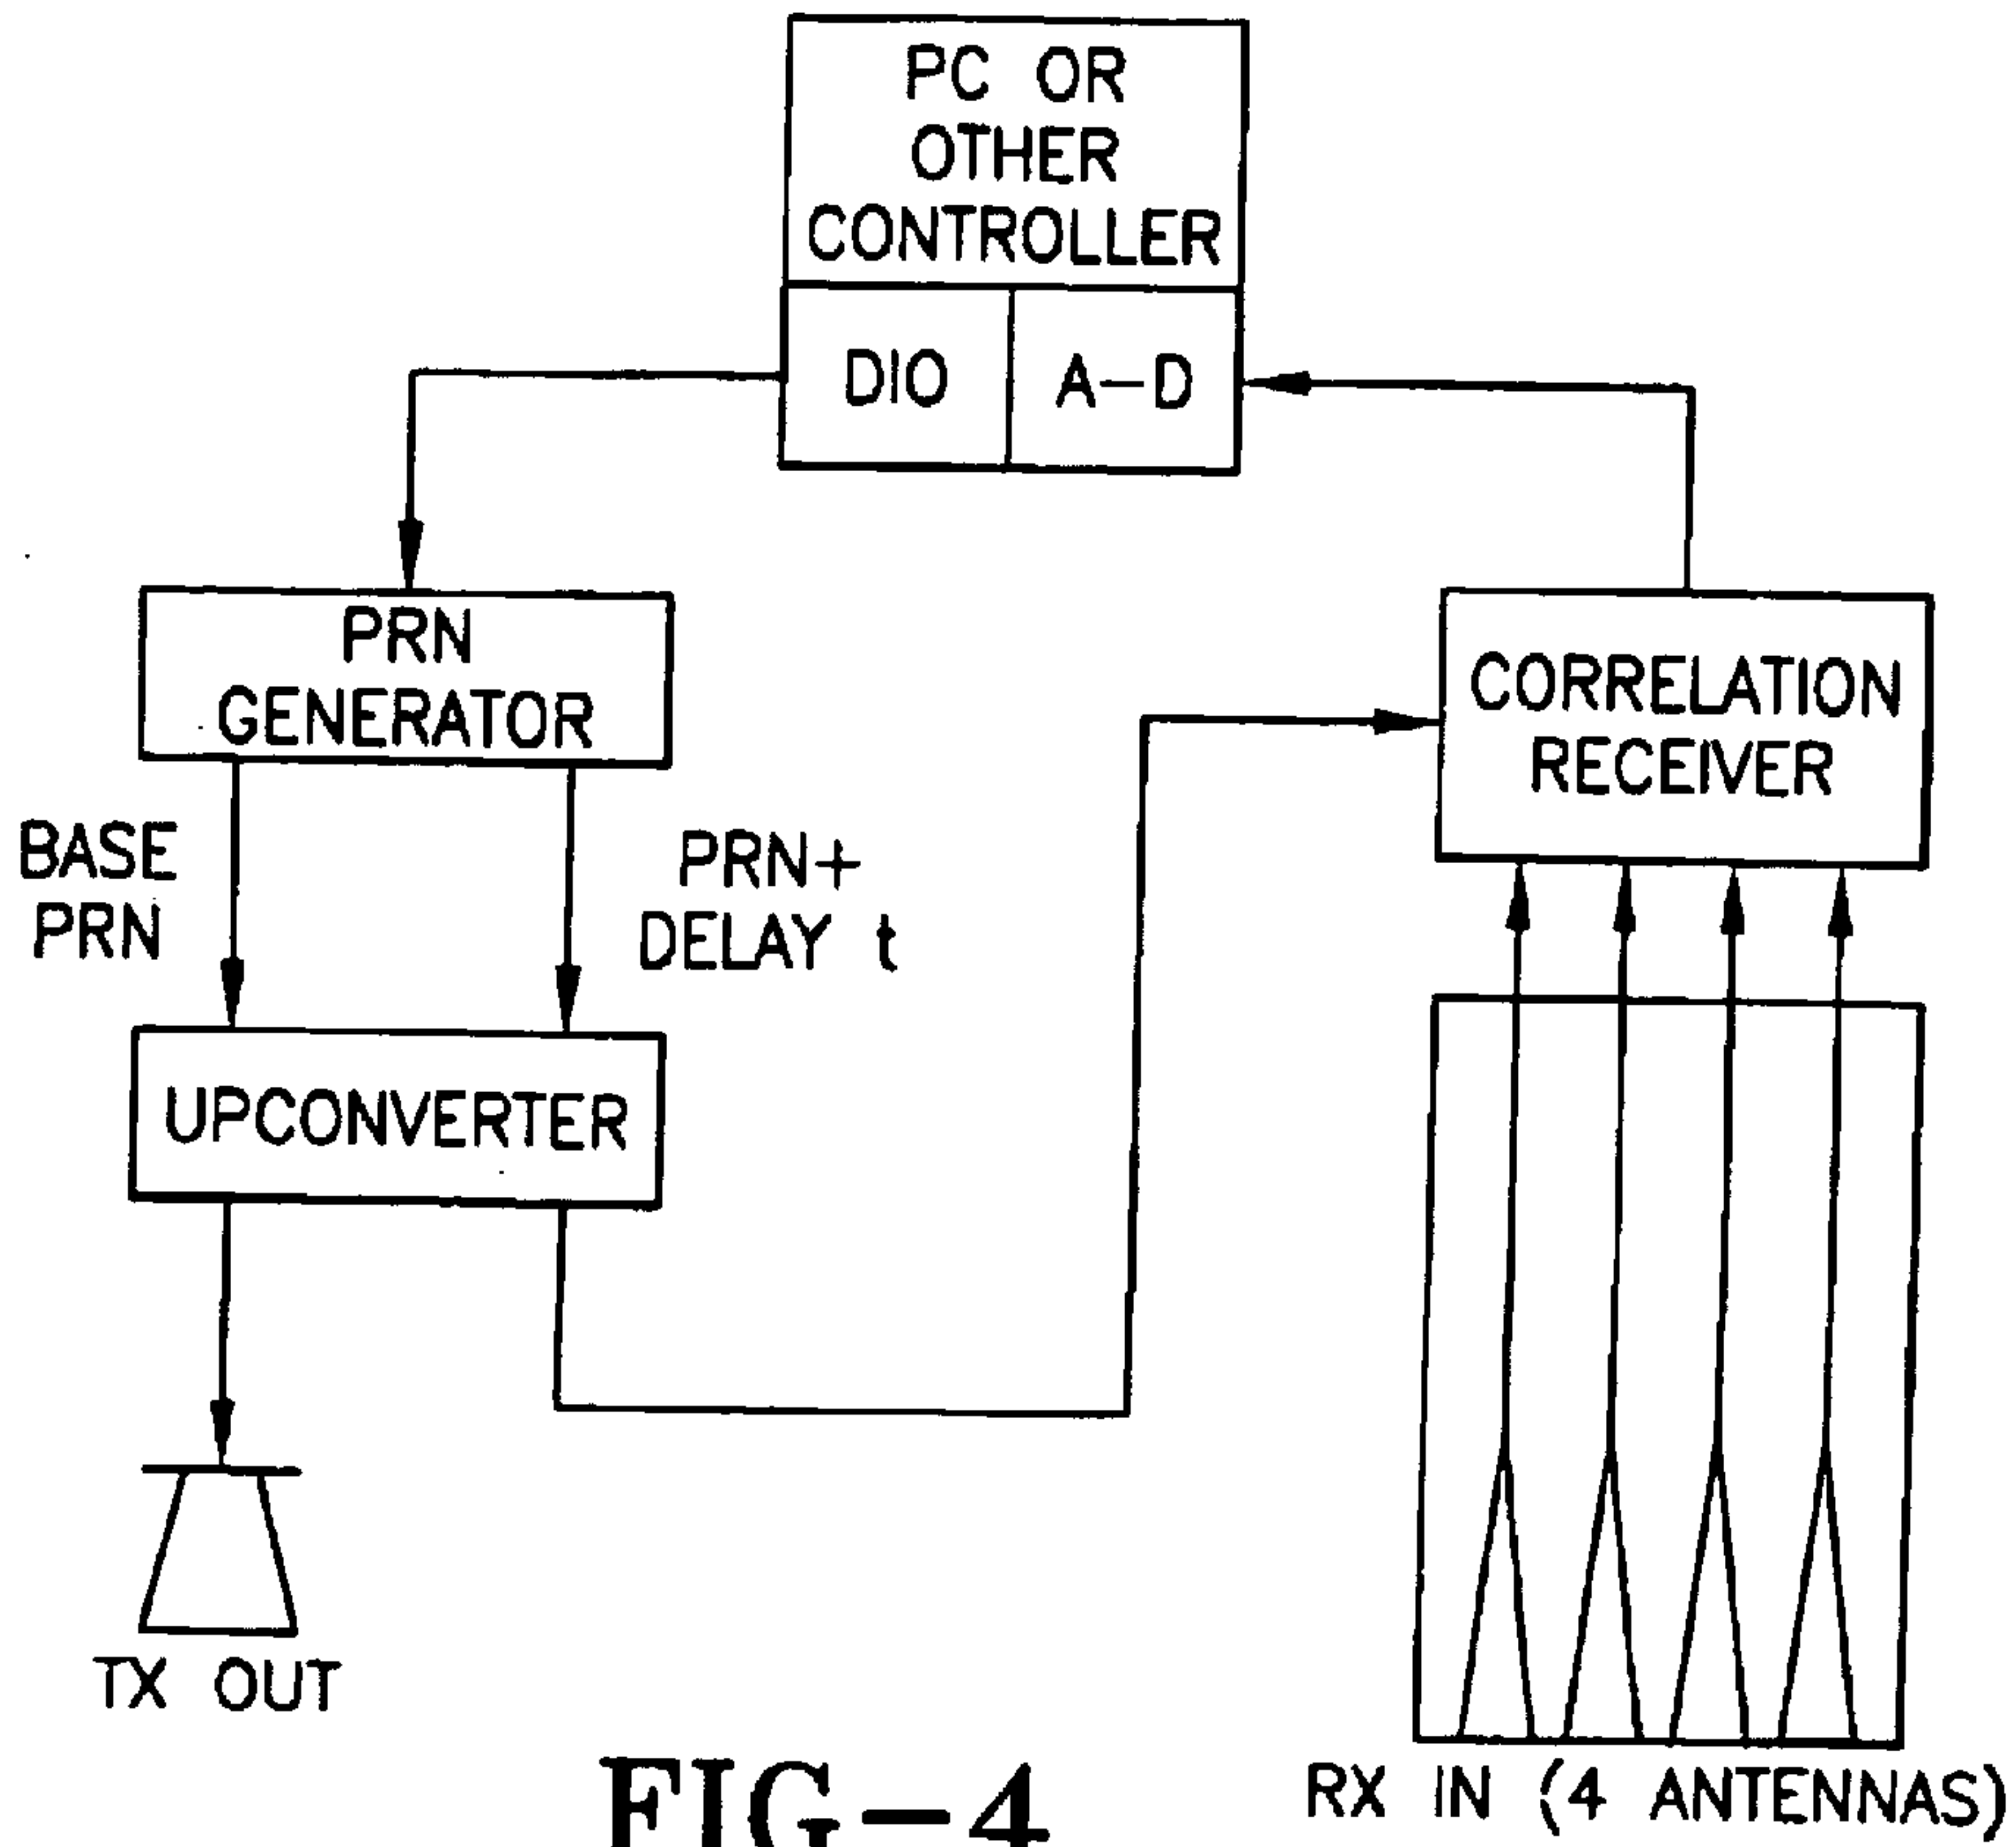 PC OR
OTHER
CONTROLLER
DIO
A-D
PRN
GENERATOR
CORRELATION
RECEIVER
BASE
PRN
PRN+
DELAY t
UPCONVERTER
TX OUT
RX IN (4 ANTENNAS)
FIG-4